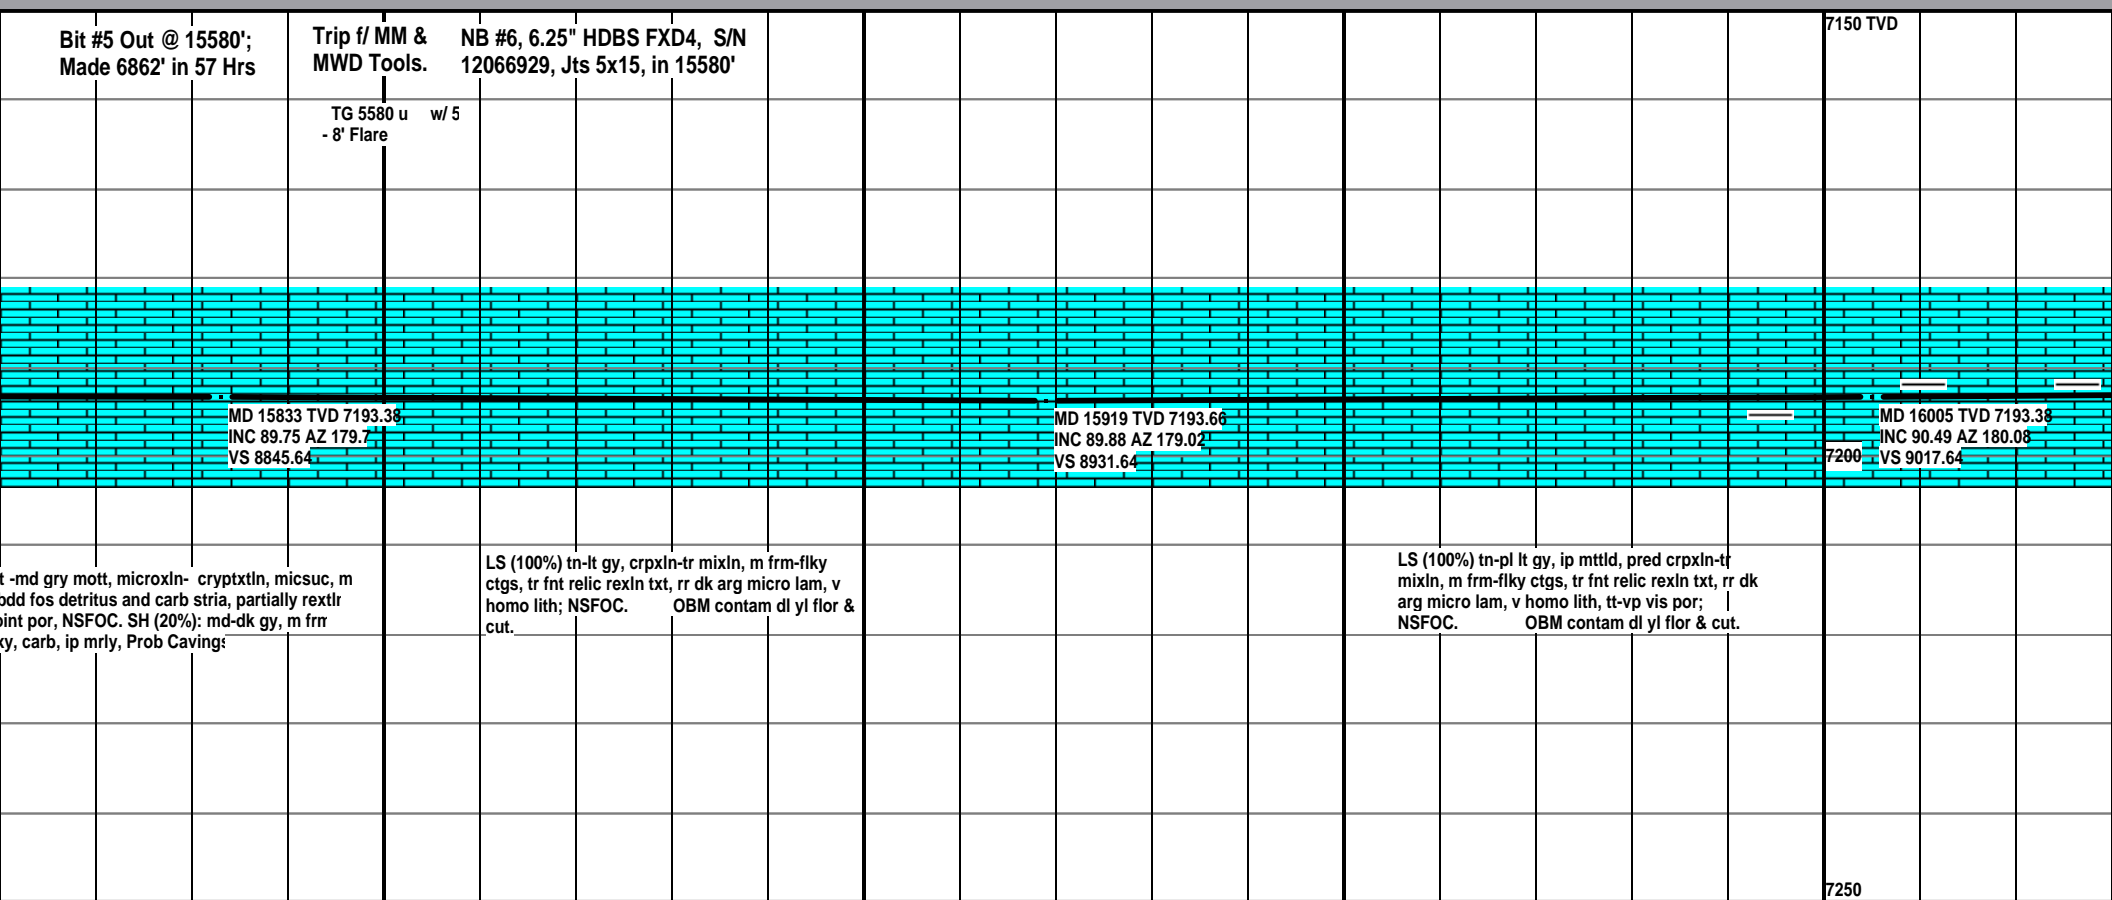 Bit #5 Out @ 15580';
Made 6862' in 57 Hrs
Trip f/ MM &
MWD Tools.
NB #6, 6.25" HDBS FXD4, S/N
12066929, Jts 5x15, in 15580'
7150 TVD
TG 5580 u w/ 5
- 8' Flare
MD 15833 TVD 7193.38
INC 89.75 AZ 179.7
VS 8845.64
MD 15919 TVD 7193.66
INC 89.88 AZ 179.02
VS 8931.64
7200
MD 16005 TVD 7193.38
INC 90.49 AZ 180.08
VS 9017.64
-md gry mott, microxln- cryptxtln, micsuc, m
fos detritus and carb stria, partially rextlr
por, NSFOC. SH (20%): md-dk gy, m frm
carb, ip mrly, Prob Cavings
LS (100%) tn-lt gy, crpxln-tr mixln, m frm-flky
ctgs, tr fnt relic rexln txt, rr dk arg micro lam, v
homo lith; NSFOC. OBM contam dl yl flor &
cut.
LS (100%) tn-pl lt gy, ip mttld, pred crpxln-tr
mixln, m frm-flky ctgs, tr fnt relic rexln txt, rr dk
arg micro lam, v homo lith, tt-vp vis por;
NSFOC. OBM contam dl yl flor & cut.
7250